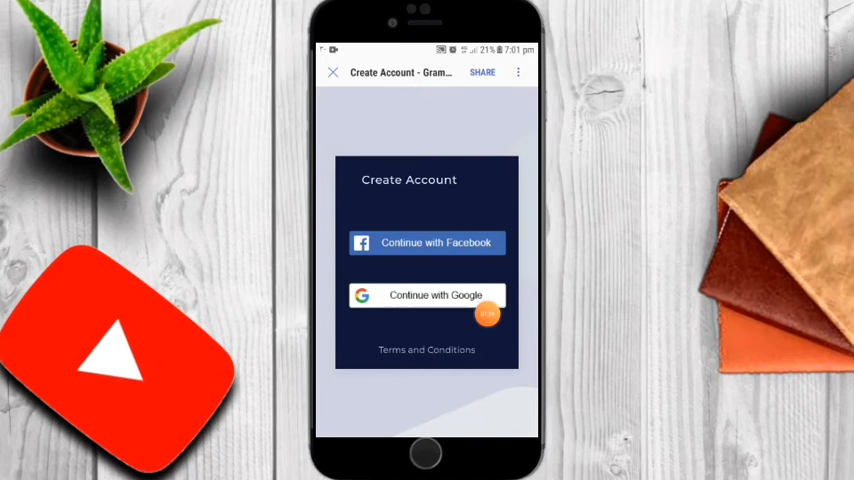 21% 7:01 pm
Create Account - Gram... SHARE
Create Account
Continue with Facebook
Continue with Google
Terms and Conditions